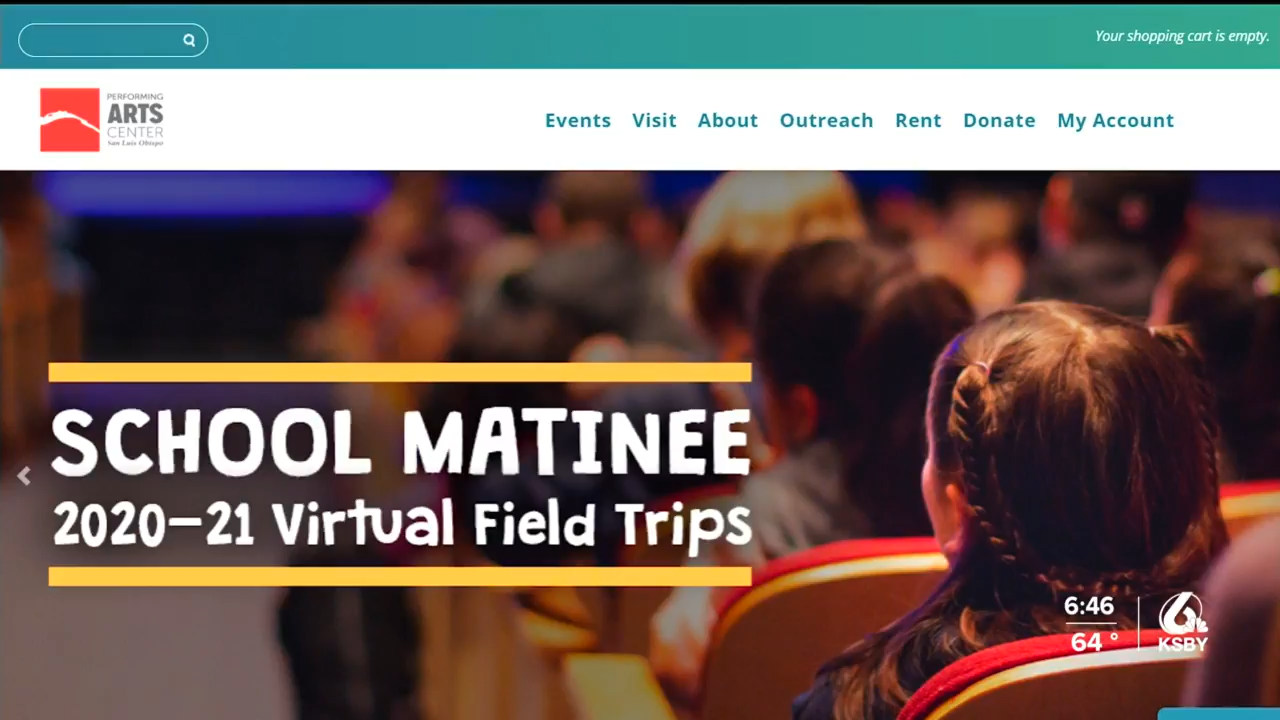 Your shopping cart is empty.
PERFORMING
ARTS
CENTER
San Luis Obispo
Events Visit About Outreach Rent Donate My Account
SCHOOL MATINEE
2020–21 Virtual Field Trips
6:46
64°
6
KSBY